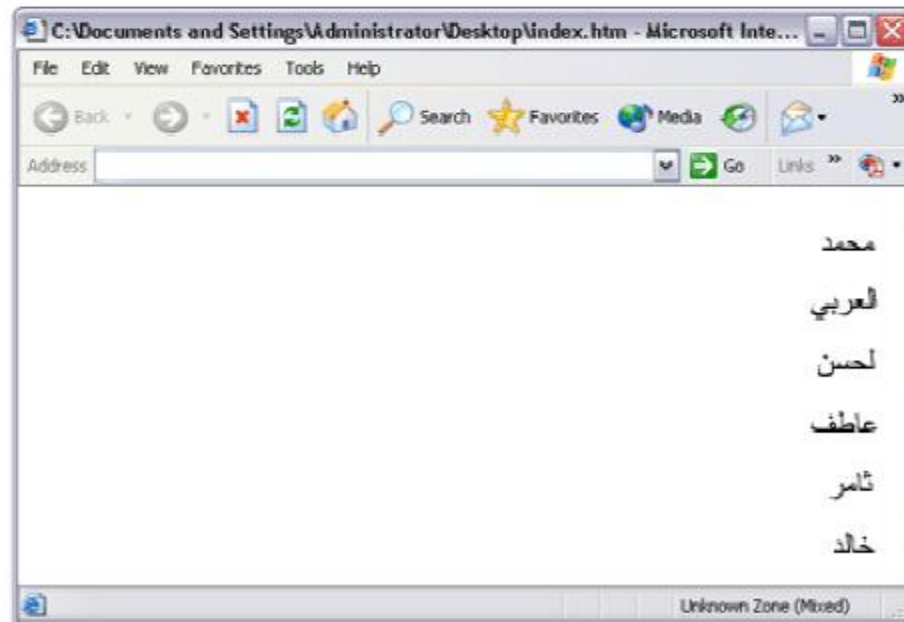 C:\Documents and Settings\Administrator\Desktop\index.htm - Microsoft Inte...
File Edit View Favorites Tools Help
Back Search Favorites Media
Address Go Links
محمد
العربي
لحسن
عاطف
ثامر
خالد
Unknown Zone (Mixed)